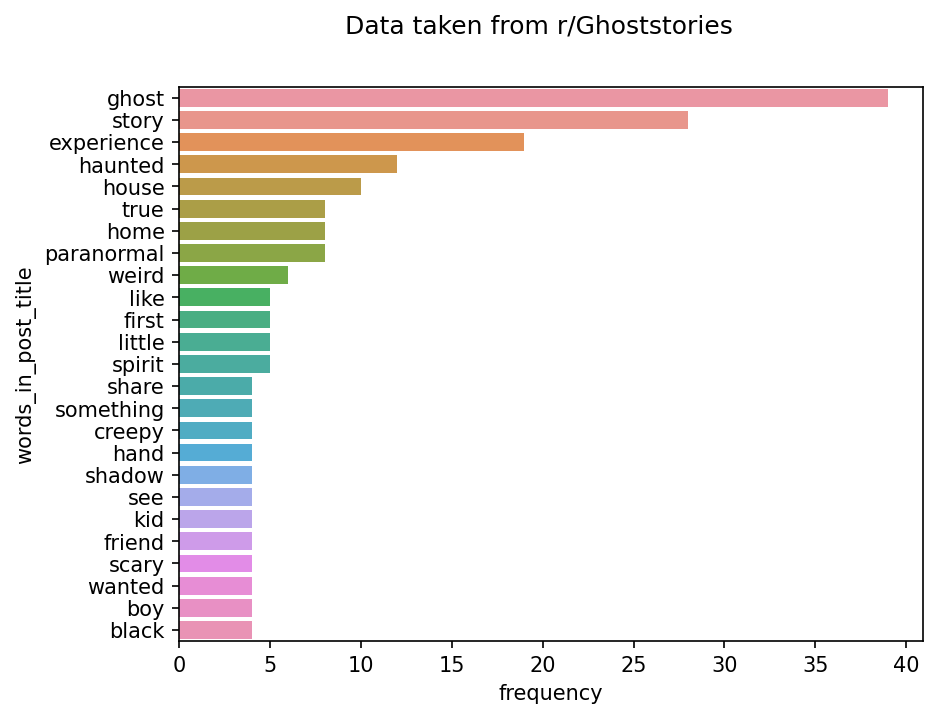 Data taken from r/Ghoststories
words_in_post_title
ghost
story
experience
haunted
house
true
home
paranormal
weird
like
first
little
spirit
share
something
creepy
hand
shadow
see
kid
friend
scary
wanted
boy
black
0 5 10 15 20 25 30 35 40
frequency